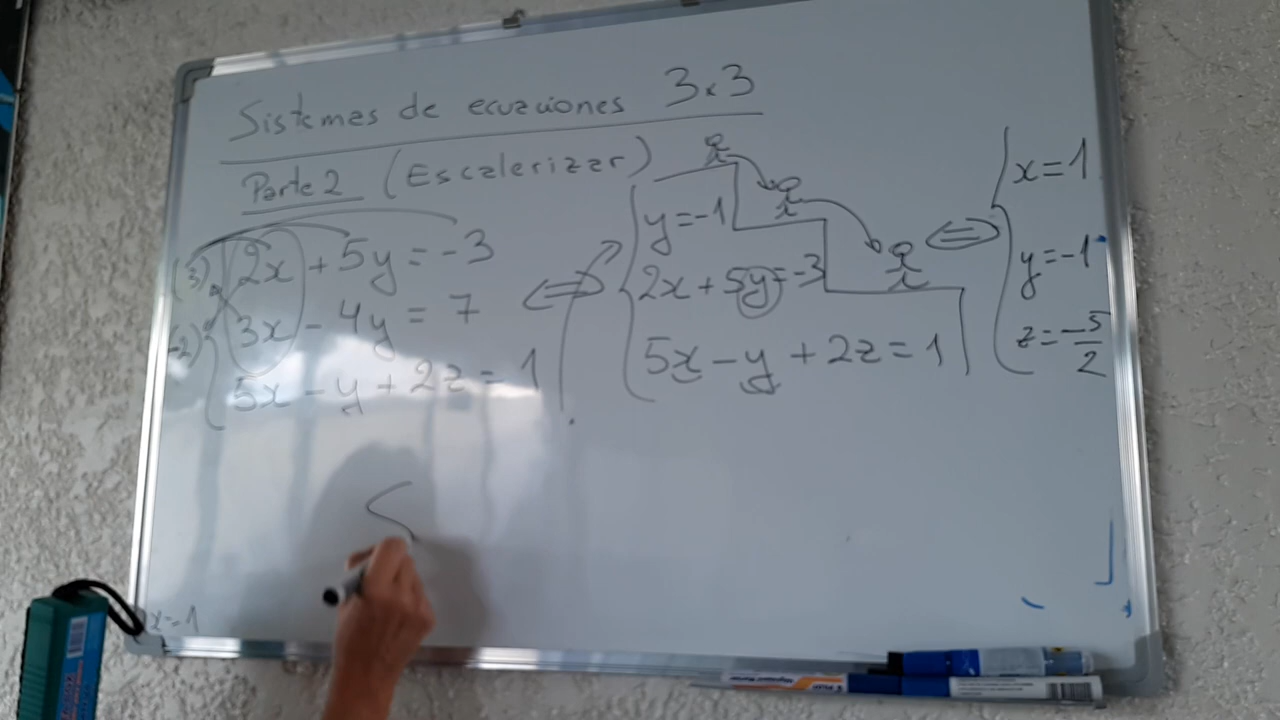 Sistemas de ecuaciones 3x3
Parte 2 (Escalerizar)
(3) 2x + 5y = -3
(-2) 3x - 4y = 7
5x - y + 2z = 1
⇔
y = -1
2x + 5y = -3
5x - y + 2z = 1
⇔
x = 1
y = -1
z = -5/2
S
x = 1